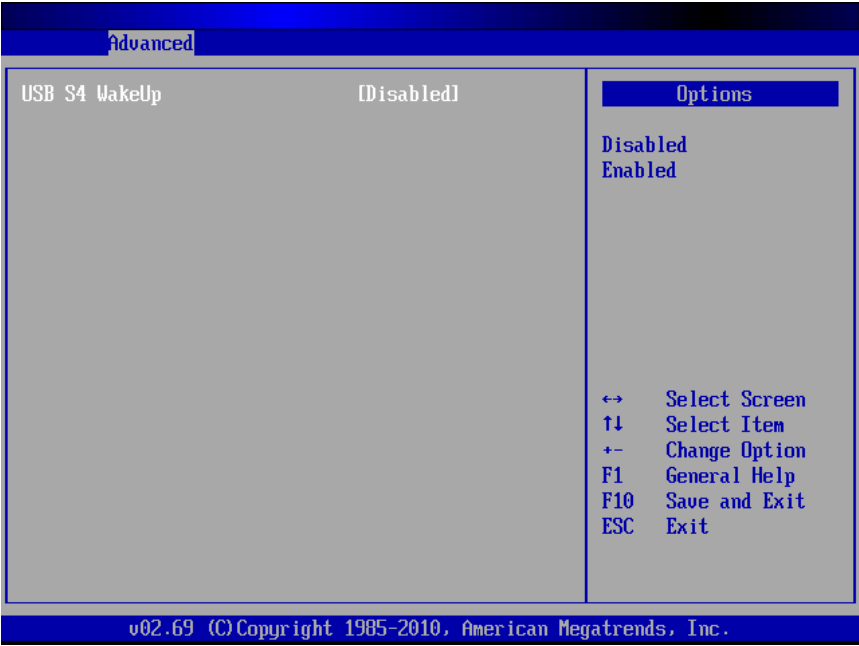 Advanced
USB S4 WakeUp [Disabled]
Options
Disabled
Enabled
←→ Select Screen
↑↓ Select Item
+- Change Option
F1 General Help
F10 Save and Exit
ESC Exit
v02.69 (C)Copyright 1985-2010, American Megatrends, Inc.